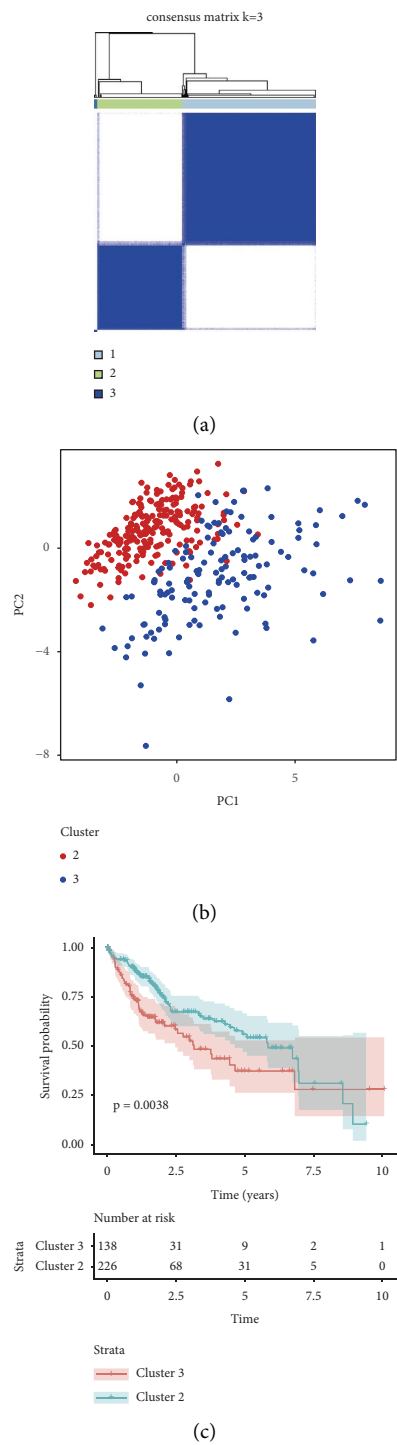 consensus matrix k=3
1
2
3
(a)
PC2
0
−4
−8
0 5
PC1
Cluster
2
3
(b)
Survival probability
1.00
0.75
0.50
0.25
0.00
p = 0.0038
0 2.5 5 7.5 10
Time (years)
Number at risk
Strata
Cluster 3 138 31 9 2 1
Cluster 2 226 68 31 5 0
0 2.5 5 7.5 10
Time
Strata
Cluster 3
Cluster 2
(c)